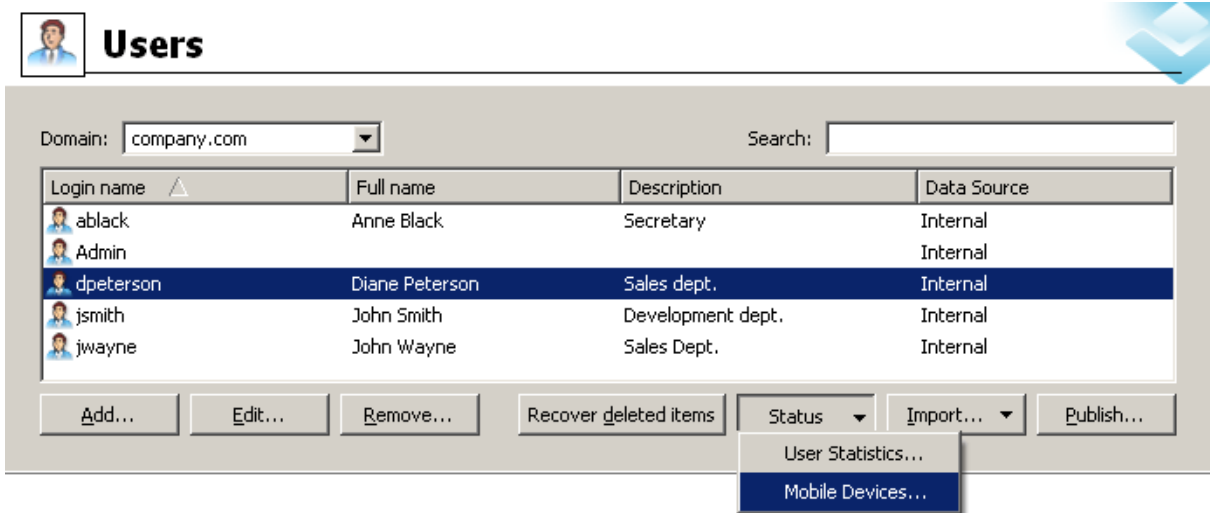 Users
Domain: company.com Search:
Login name Full name Description Data Source
ablack Anne Black Secretary Internal
Admin Internal
dpeterson Diane Peterson Sales dept. Internal
jsmith John Smith Development dept. Internal
jwayne John Wayne Sales Dept. Internal
Add... Edit... Remove... Recover deleted items Status Import... Publish...
User Statistics...
Mobile Devices...